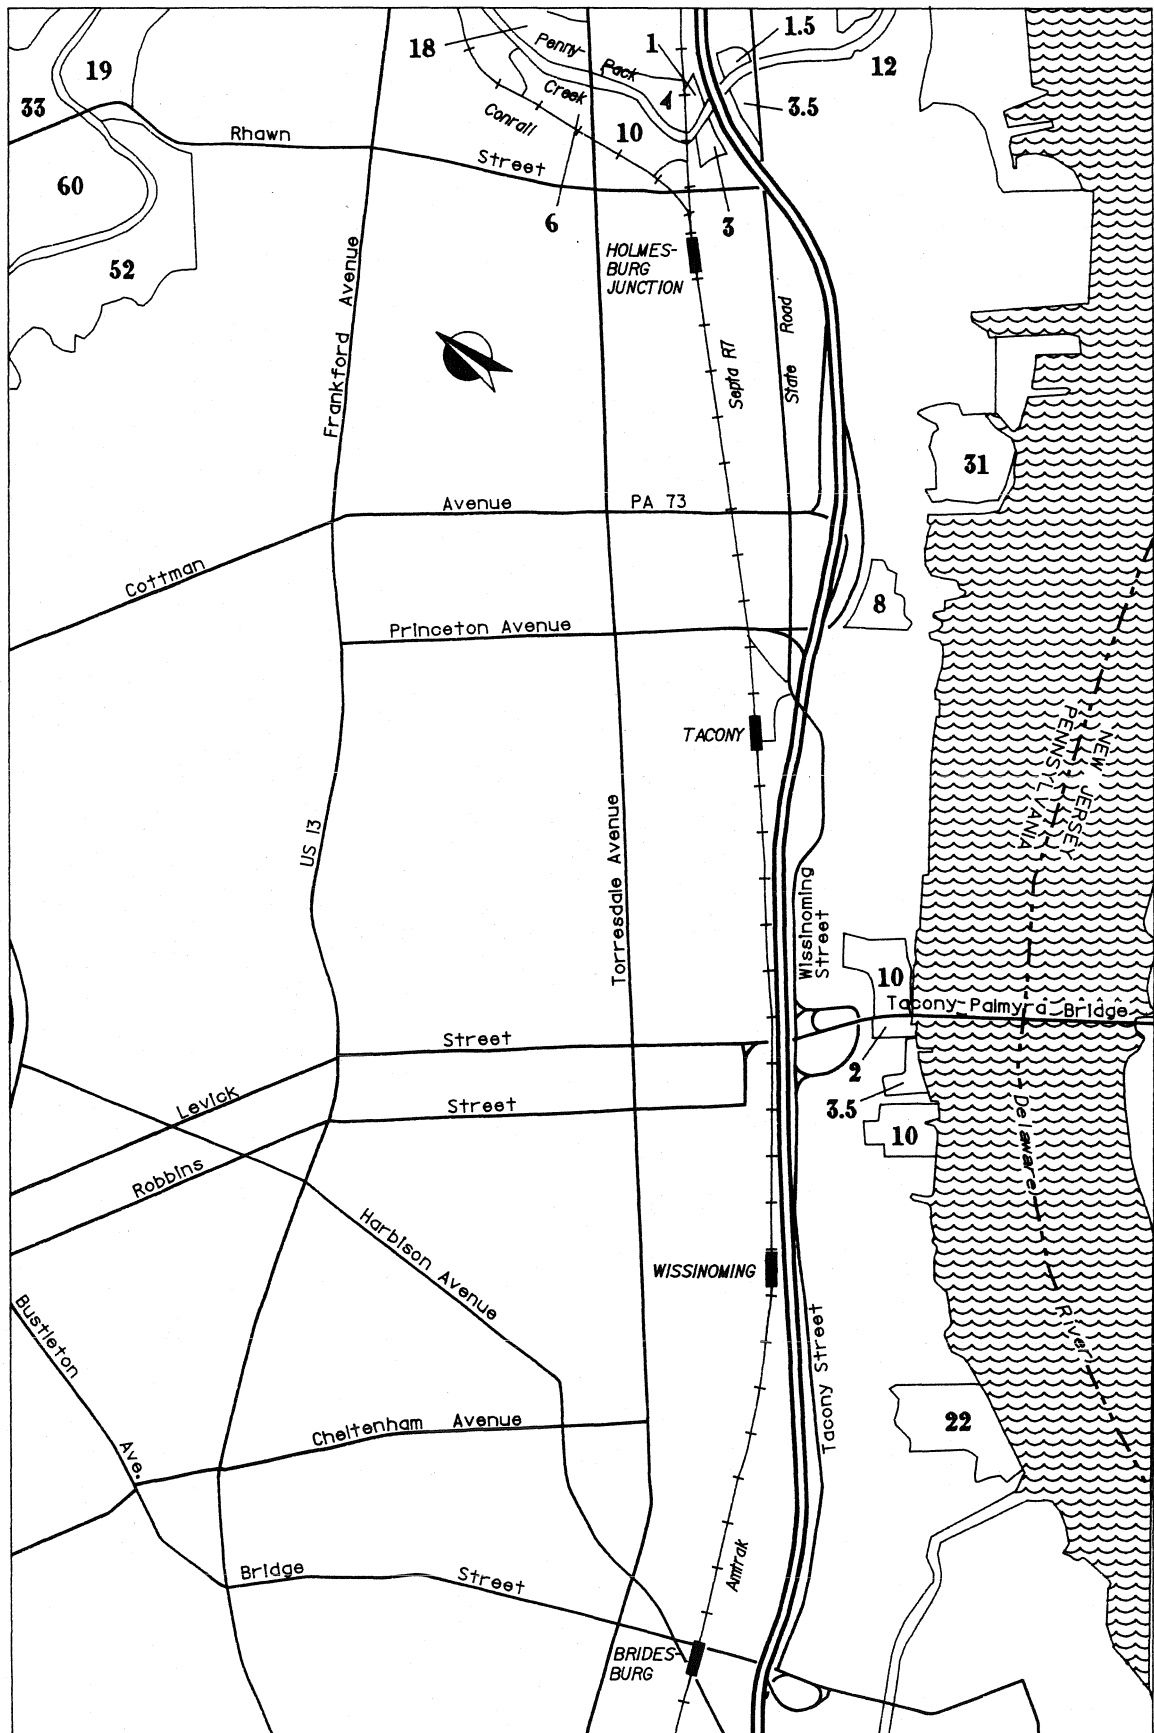 18
1
1.5
Penny-
Pack
Creek
Conrail
19
12
33
4
3.5
10
Rhawn
Street
60
6
3
52
HOLMES-
BURG
JUNCTION
Frankford Avenue
Septa R7
State Road
31
Avenue
PA 73
Cottman
8
Princeton Avenue
NEW JERSEY
PENNSYLVANIA
TACONY
US 13
Torresdale Avenue
Wissinoming
Street
10
Tacony-Palmyra Bridge
Street
2
Levick
Street
3.5
10
Delaware
Robbins
Harbison Avenue
WISSINOMING
Bustleton
Ave.
River
Tacony Street
Cheltenham Avenue
22
Bridge
Street
Amtrak
BRIDES-
BURG